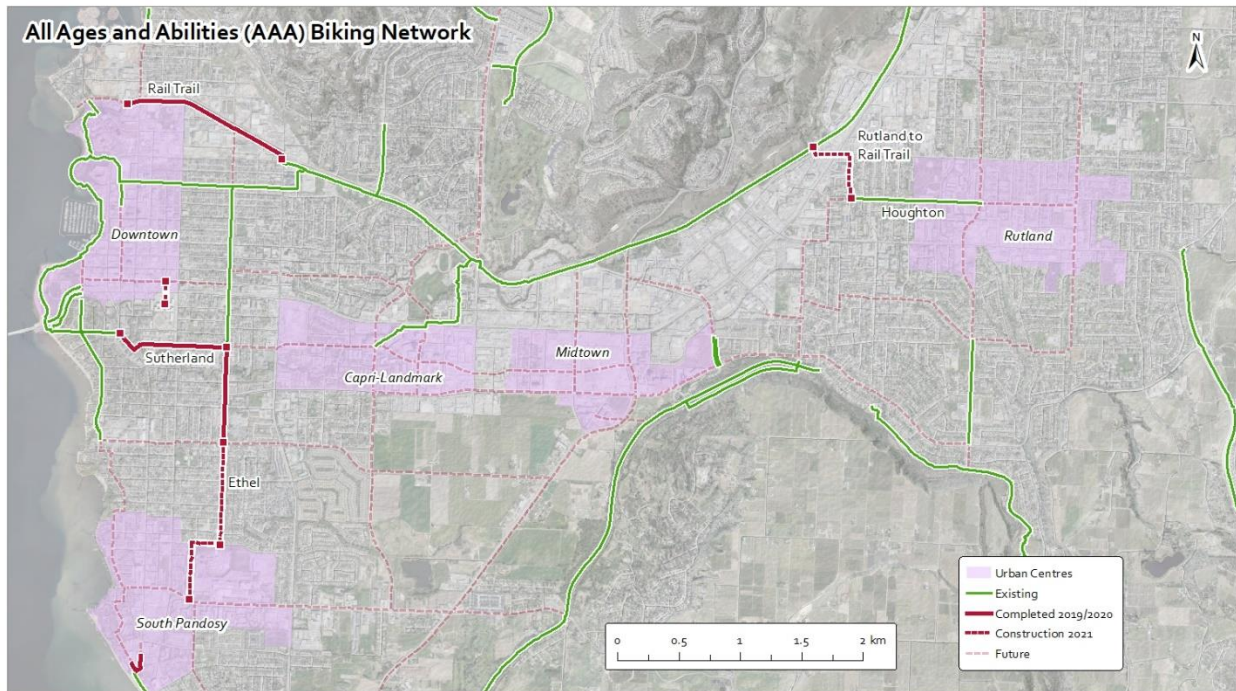 All Ages and Abilities (AAA) Biking Network
N
Rail Trail
Rutland to
Rail Trail
Houghton
Downtown
Rutland
Sutherland
Midtown
Capri-Landmark
Ethel
South Pandosy
Urban Centres
Existing
Completed 2019/2020
Construction 2021
Future
0 0.5 1 1.5 2 km